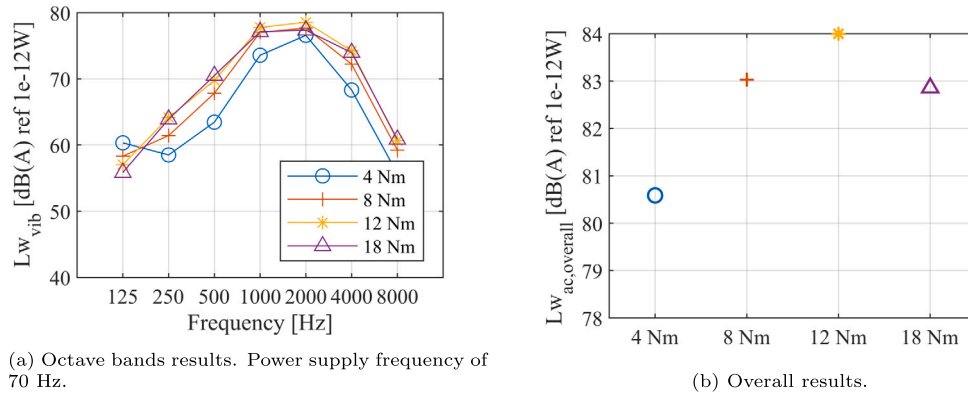 80
70
60
50
40
Lw_vib [dB(A) ref 1e-12W]
125 250 500 1000 2000 4000 8000
Frequency [Hz]
4 Nm
8 Nm
12 Nm
18 Nm
(a) Octave bands results. Power supply frequency of
70 Hz.
84
83
82
81
80
79
78
Lw_ac,overall [dB(A) ref 1e-12W]
4 Nm 8 Nm 12 Nm 18 Nm
(b) Overall results.